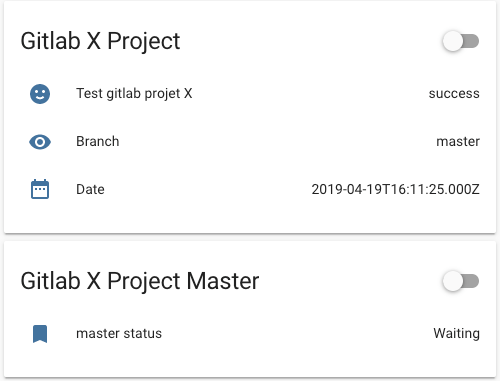 Gitlab X Project
Test gitlab projet X success
Branch master
Date 2019-04-19T16:11:25.000Z
Gitlab X Project Master
master status Waiting